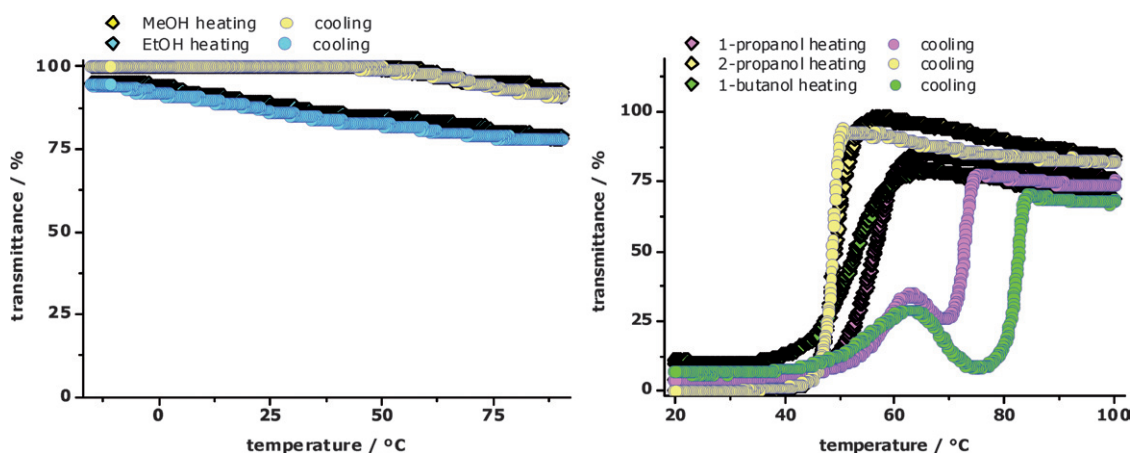 MeOH heating cooling
EtOH heating cooling
100
75
50
25
0
transmittance / %
0 25 50 75
temperature / °C
1-propanol heating cooling
2-propanol heating cooling
1-butanol heating cooling
100
75
50
25
0
transmittance / %
20 40 60 80 100
temperature / °C